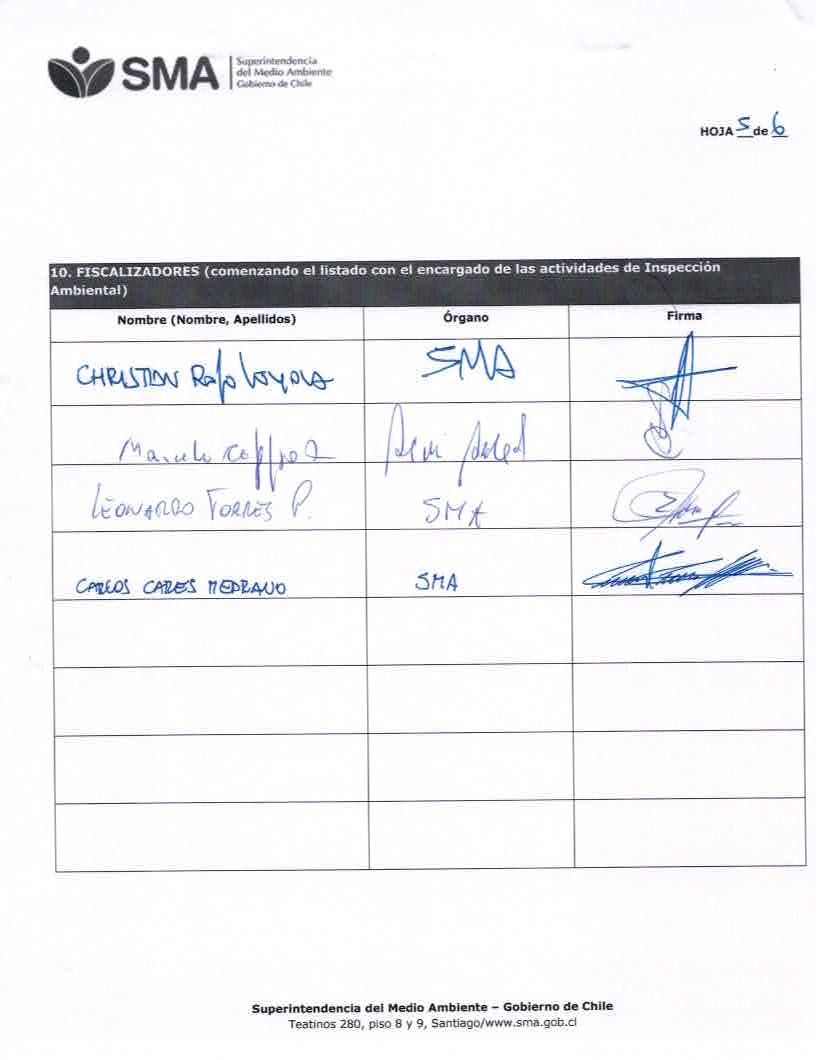 SMA
Superintendencia
del Medio Ambiente
Gobierno de Chile
HOJA 5 de 6
10. FISCALIZADORES (comenzando el listado con el encargado de las actividades de Inspección
Ambiental)
Nombre (Nombre, Apellidos) Órgano Firma
CHRISTIAN Rojo Loyola SMA
Marcelo
LEONARDO TORRES P. SMA
CARLOS CARES MEDRANO SMA
Superintendencia del Medio Ambiente – Gobierno de Chile
Teatinos 280, piso 8 y 9, Santiago/www.sma.gob.cl